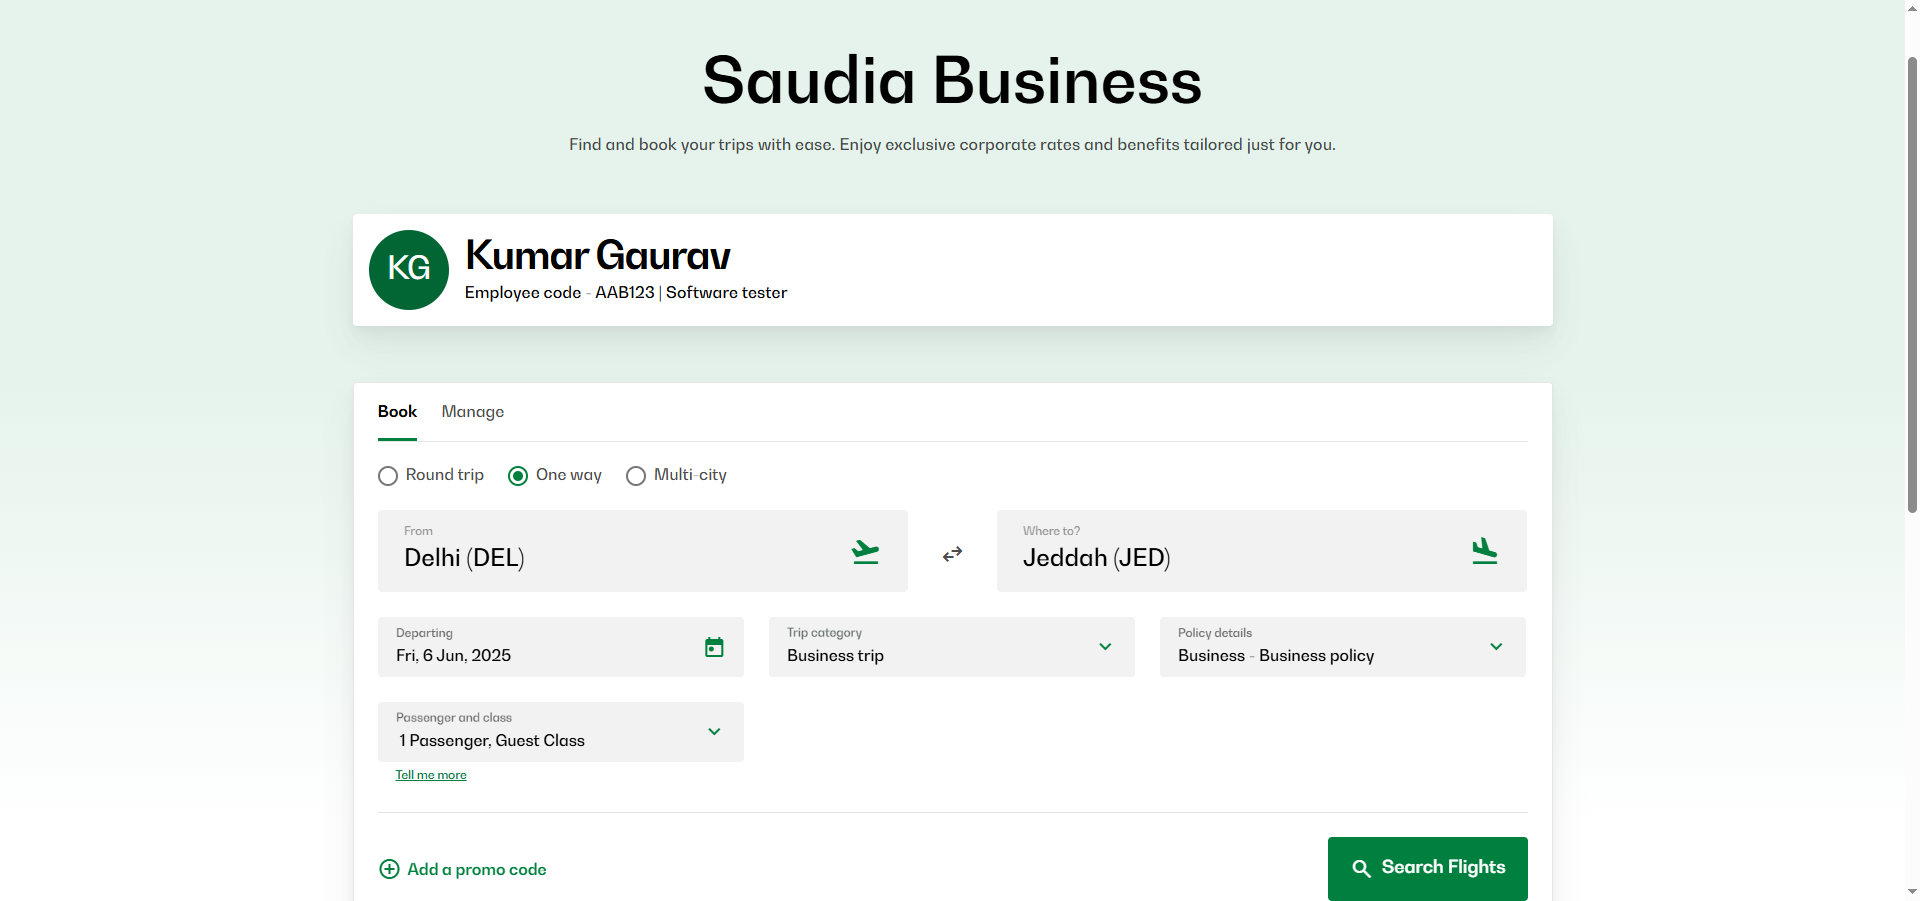 Saudia Business
Find and book your trips with ease. Enjoy exclusive corporate rates and benefits tailored just for you.
KG
Kumar Gaurav
Employee code - AAB123 | Software tester
Book Manage
Round trip One way Multi-city
From
Delhi (DEL)
Where to?
Jeddah (JED)
Departing
Fri, 6 Jun, 2025
Trip category
Business trip
Policy details
Business - Business policy
Passenger and class
1 Passenger, Guest Class
Tell me more
Add a promo code
Search Flights